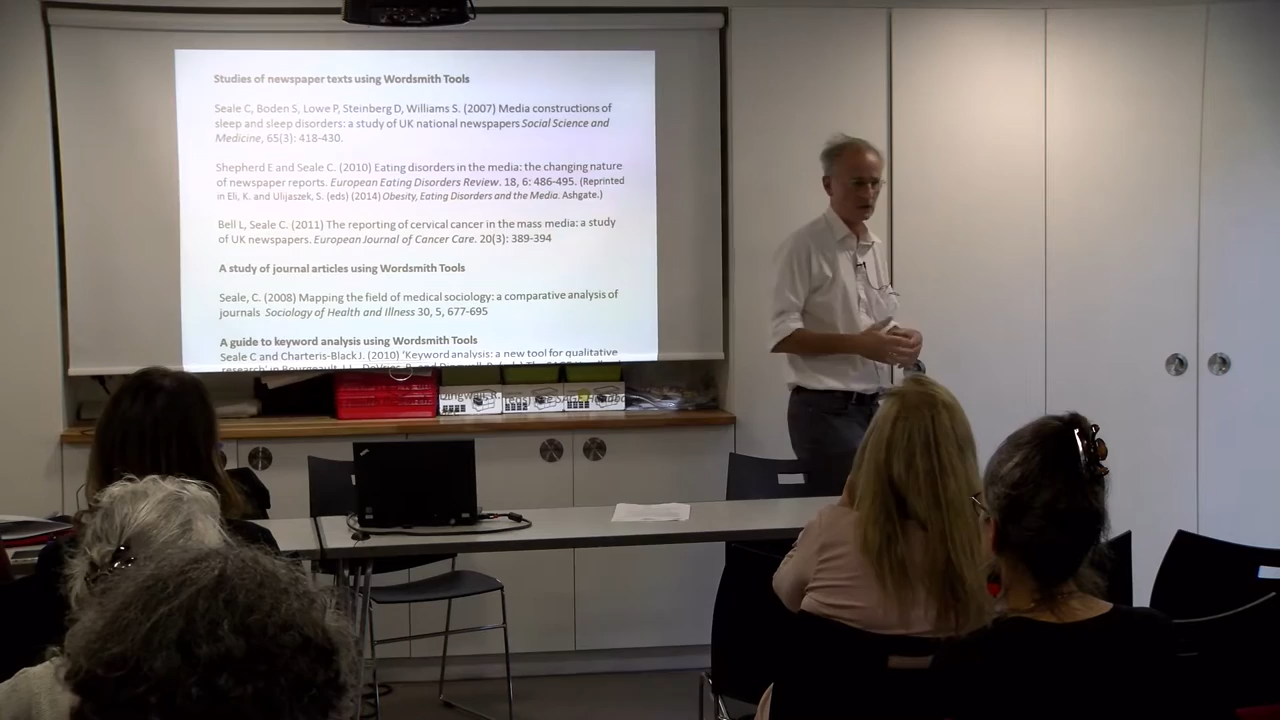 Studies of newspaper texts using Wordsmith Tools
Seale C, Boden S, Lowe P, Steinberg D, Williams S. (2007) Media constructions of
sleep and sleep disorders: a study of UK national newspapers Social Science and
Medicine, 65(3): 418-430.
Shepherd E and Seale C. (2010) Eating disorders in the media: the changing nature
of newspaper reports. European Eating Disorders Review. 18, 6: 486-495. (Reprinted
in Eli, K. and Ulijaszek, S. (eds) (2014) Obesity, Eating Disorders and the Media. Ashgate.)
Bell L, Seale C. (2011) The reporting of cervical cancer in the mass media: a study
of UK newspapers. European Journal of Cancer Care. 20(3): 389-394
A study of journal articles using Wordsmith Tools
Seale, C. (2008) Mapping the field of medical sociology: a comparative analysis of
journals Sociology of Health and Illness 30, 5, 677-695
A guide to keyword analysis using Wordsmith Tools
Seale C and Charteris-Black J. (2010) 'Keyword analysis: a new tool for qualitative
research' in Bourgeault, I.L., DeVries, R.